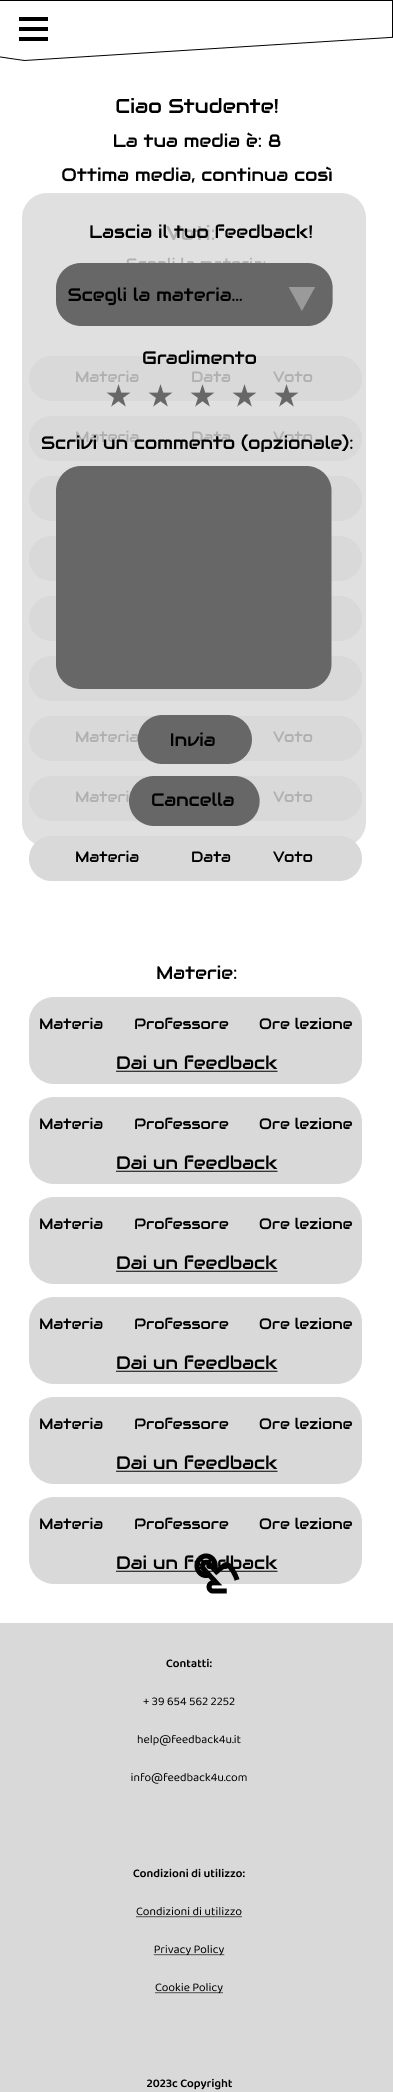 Ciao Studente!
La tua media è: 8
Ottima media, continua così
Voti:
Lascia il tuo feedback!
Scegli la materia:
Scegli la materia...
Gradimento
Materia Data Voto
Materia Data Voto
Scrivi un commento (opzionale):
Materia Voto
Invia
Materia Voto
Cancella
Materia Data Voto
Materie:
Materia Professore Ore lezione
Dai un feedback
Materia Professore Ore lezione
Dai un feedback
Materia Professore Ore lezione
Dai un feedback
Materia Professore Ore lezione
Dai un feedback
Materia Professore Ore lezione
Dai un feedback
Materia Professore Ore lezione
Dai un feedback
Contatti:
+ 39 654 562 2252
help@feedback4u.it
info@feedback4u.com
Condizioni di utilizzo:
Condizioni di utilizzo
Privacy Policy
Cookie Policy
2023c Copyright